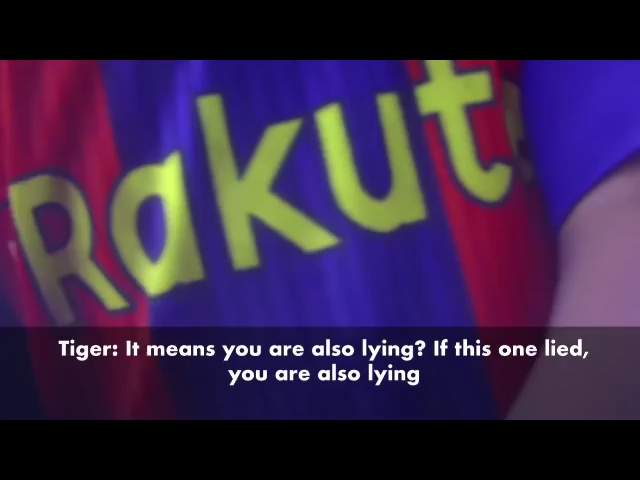 Rakut
Tiger: It means you are also lying? If this one lied,
you are also lying